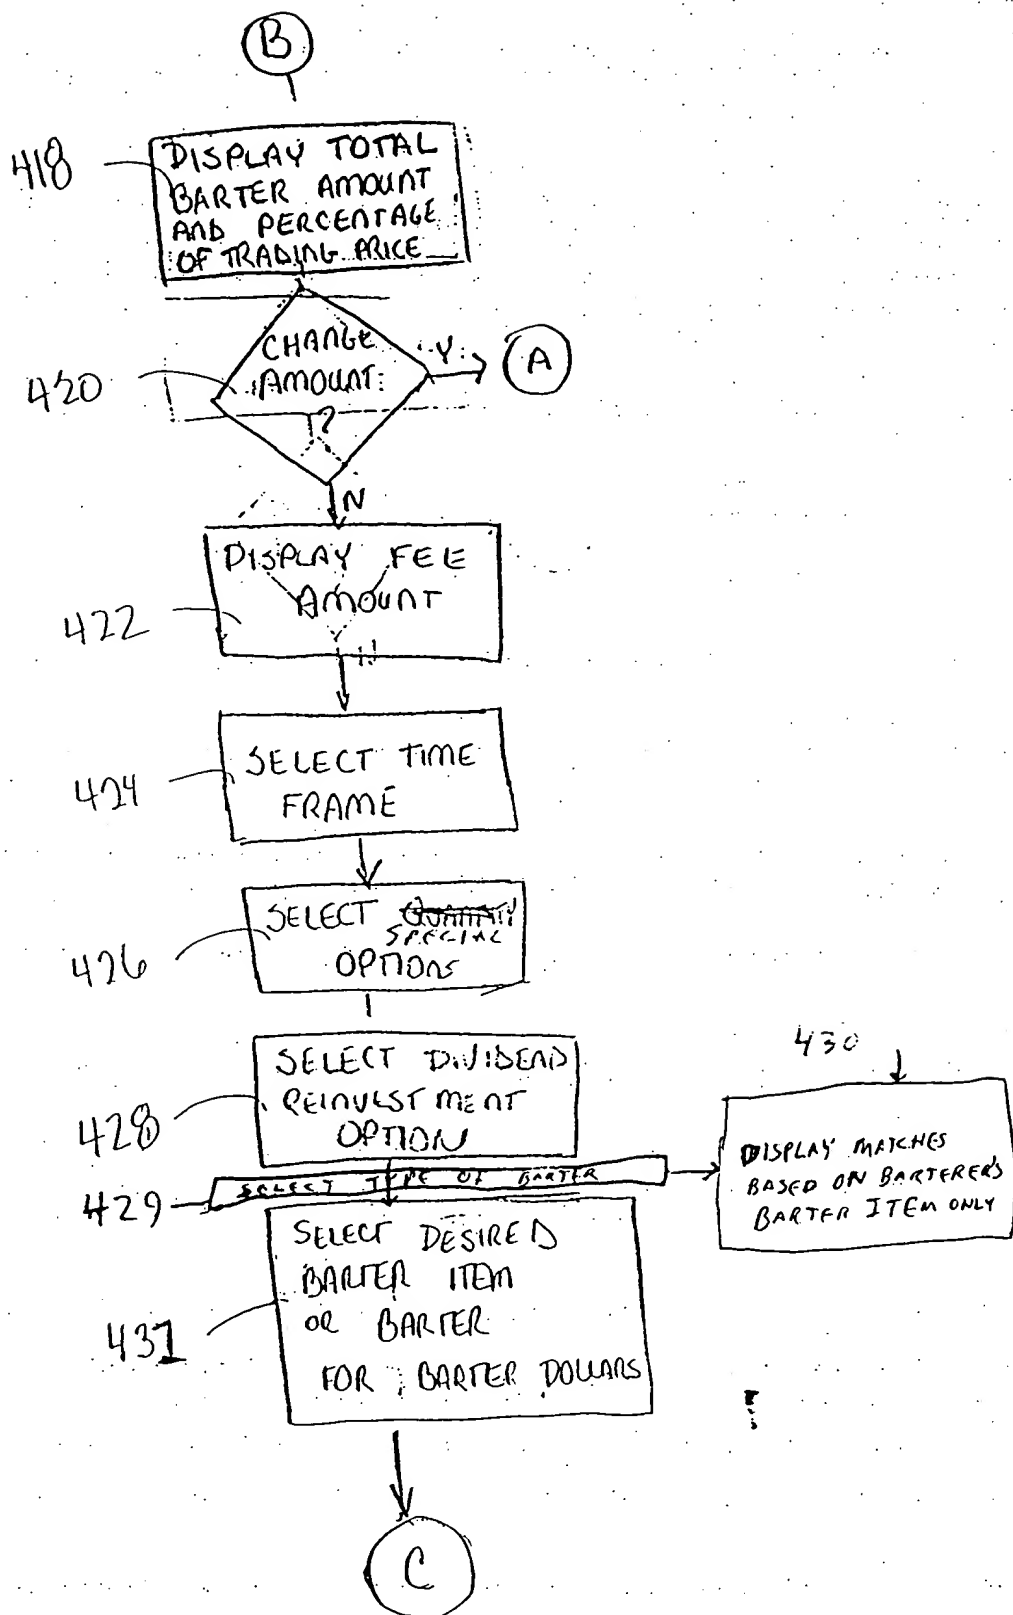 B
418
DISPLAY TOTAL
BARTER AMOUNT
AND PERCENTAGE
OF TRADING PRICE
CHANGE
AMOUNT
?
Y
A
420
N
DISPLAY FEE
AMOUNT
422
SELECT TIME
FRAME
424
SELECT QUANTITY
SPECIAL
OPTIONS
426
SELECT DIVIDEND
REINVESTMENT
OPTION
428
SELECT TYPE OF BARTER
429
430
DISPLAY MATCHES
BASED ON BARTERER'S
BARTER ITEM ONLY
SELECT DESIRED
BARTER ITEM
OR BARTER
FOR BARTER DOLLARS
431
C